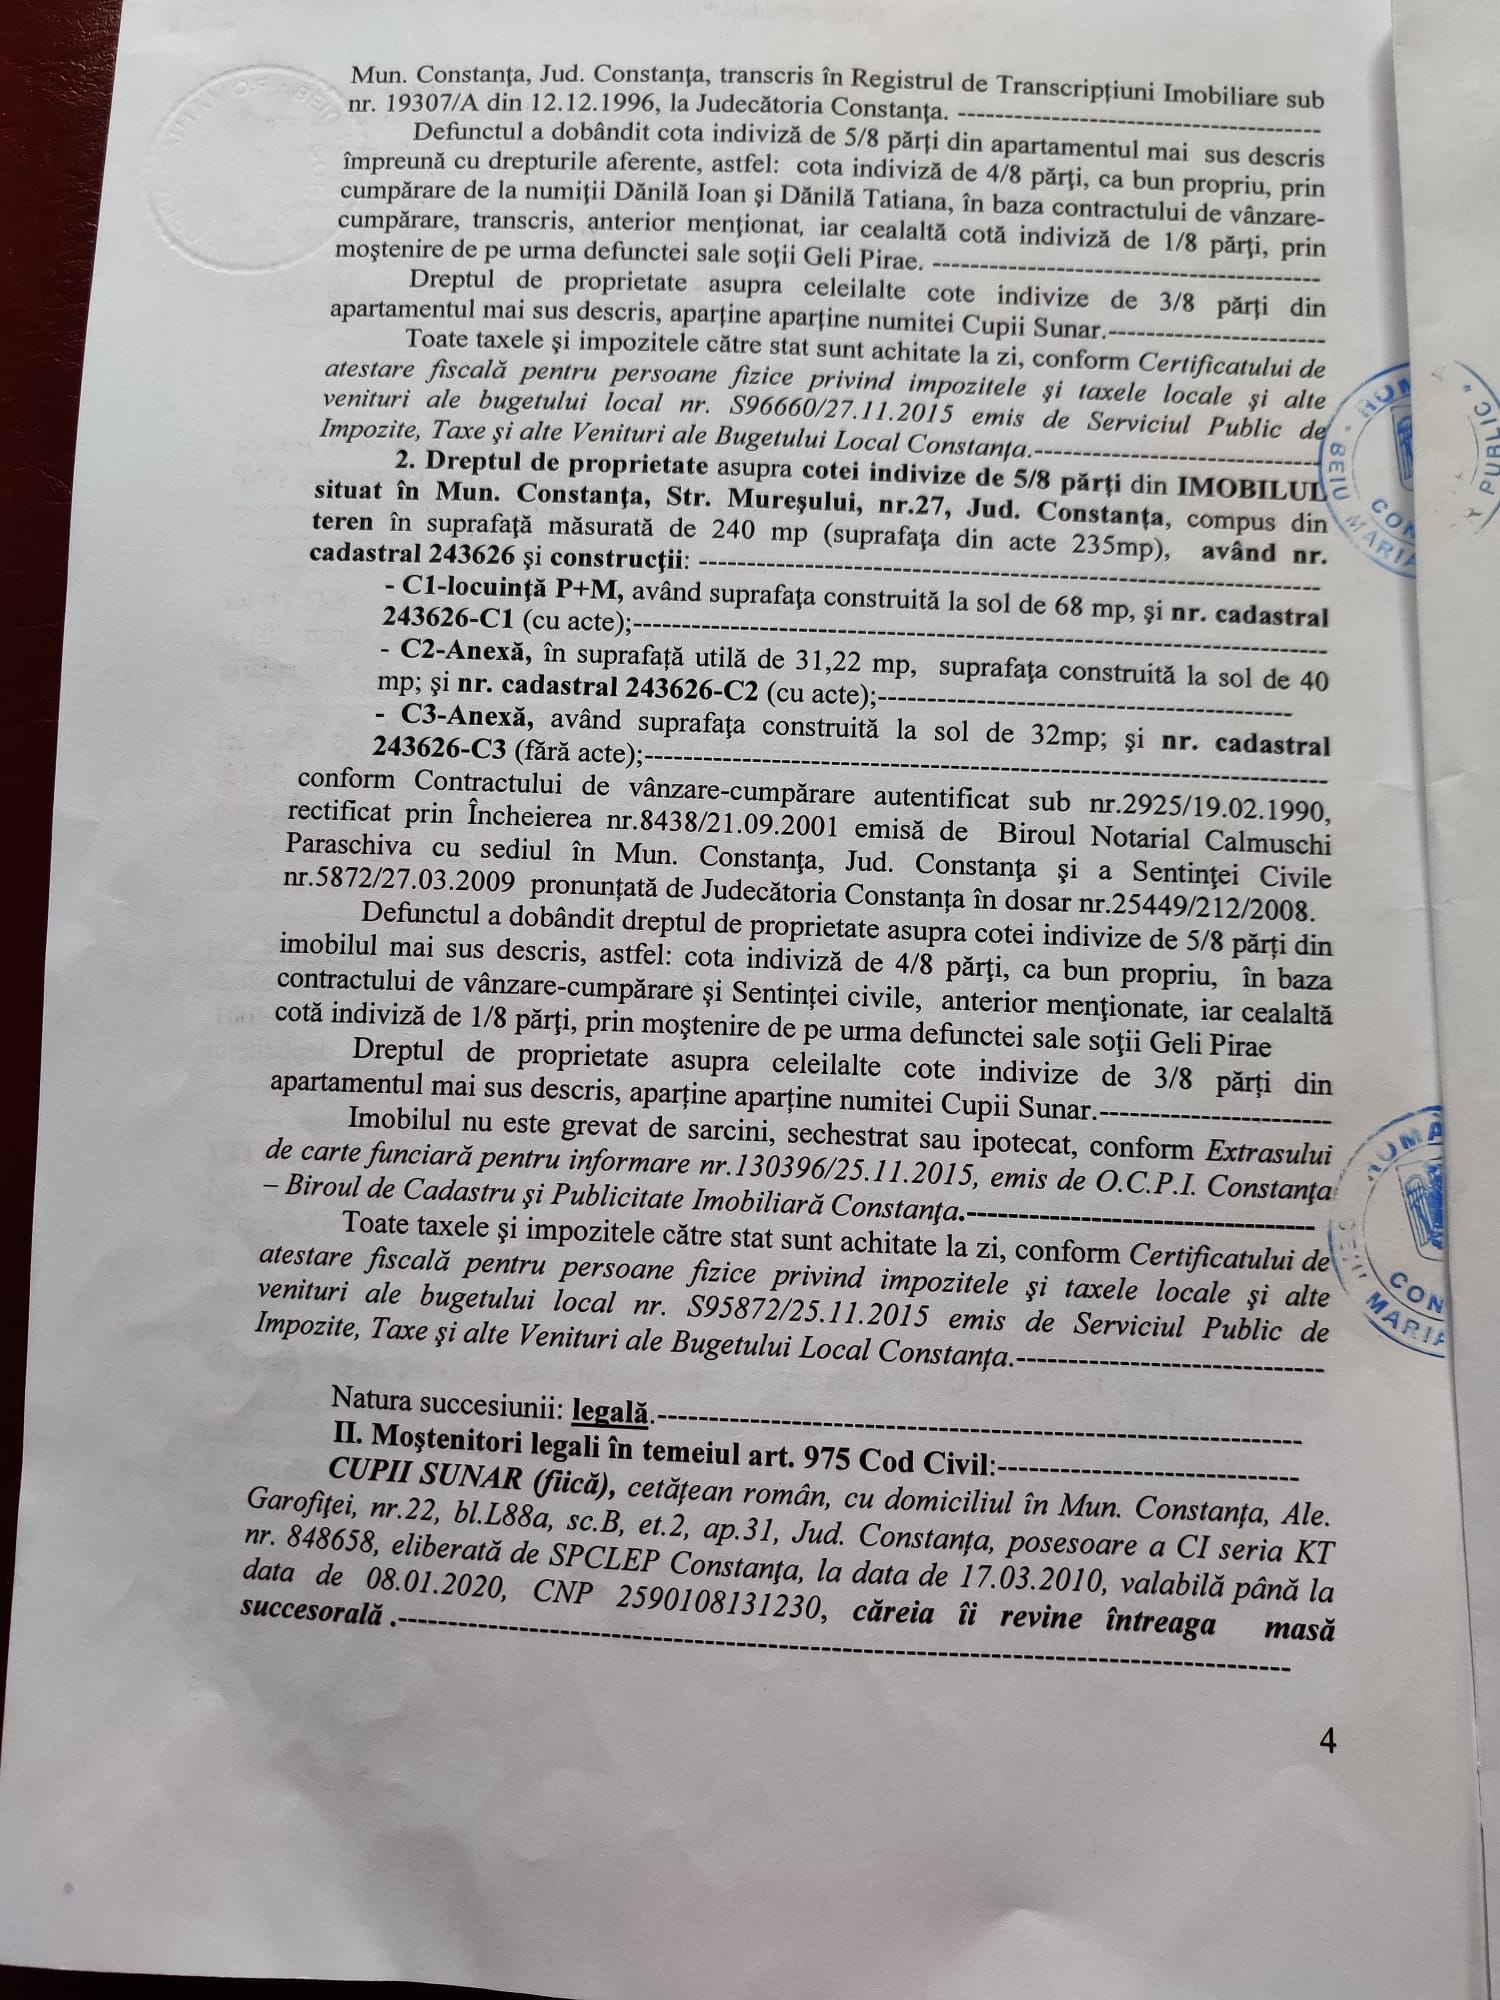 Mun. Constanţa, Jud. Constanţa, transcris în Registrul de Transcripţiuni Imobiliare sub
nr. 19307/A din 12.12.1996, la Judecătoria Constanţa. ------------------------------------
Defunctul a dobândit cota indiviză de 5/8 părți din apartamentul mai sus descris
împreună cu drepturile aferente, astfel: cota indiviză de 4/8 părţi, ca bun propriu, prin
cumpărare de la numiții Dănilă Ioan şi Dănilă Tatiana, în baza contractului de vânzare-
cumpărare, transcris, anterior menţionat, iar cealaltă cotă indiviză de 1/8 părţi, prin
moştenire de pe urma defunctei sale soţii Geli Pirae. ---------------------------------------
Dreptul de proprietate asupra celeilalte cote indivize de 3/8 părți din
apartamentul mai sus descris, aparține aparține numitei Cupii Sunar.----------------------
Toate taxele şi impozitele către stat sunt achitate la zi, conform Certificatului de
atestare fiscală pentru persoane fizice privind impozitele şi taxele locale şi alte
venituri ale bugetului local nr. S96660/27.11.2015 emis de Serviciul Public de
Impozite, Taxe şi alte Venituri ale Bugetului Local Constanţa.-----------------------------
2. Dreptul de proprietate asupra cotei indivize de 5/8 părți din IMOBILUL
situat în Mun. Constanţa, Str. Mureşului, nr.27, Jud. Constanța, compus din
teren în suprafaţă măsurată de 240 mp (suprafaţa din acte 235mp), având nr.
cadastral 243626 şi construcţii: ---------------------------------------------------------------
- C1-locuinţă P+M, având suprafaţa construită la sol de 68 mp, şi nr. cadastral
243626-C1 (cu acte);----------------------------------------------------------------------
- C2-Anexă, în suprafață utilă de 31,22 mp, suprafaţa construită la sol de 40
mp; şi nr. cadastral 243626-C2 (cu acte);------------------------------------------
- C3-Anexă, având suprafaţa construită la sol de 32mp; şi nr. cadastral
243626-C3 (fără acte);--------------------------------------------------------------------
conform Contractului de vânzare-cumpărare autentificat sub nr.2925/19.02.1990,
rectificat prin Încheierea nr.8438/21.09.2001 emisă de Biroul Notarial Calmuschi
Paraschiva cu sediul în Mun. Constanţa, Jud. Constanţa şi a Sentinţei Civile
nr.5872/27.03.2009 pronunțată de Judecătoria Constanța în dosar nr.25449/212/2008.
Defunctul a dobândit dreptul de proprietate asupra cotei indivize de 5/8 părți din
imobilul mai sus descris, astfel: cota indiviză de 4/8 părţi, ca bun propriu, în baza
contractului de vânzare-cumpărare și Sentinței civile, anterior menţionate, iar cealaltă
cotă indiviză de 1/8 părţi, prin moştenire de pe urma defunctei sale soţii Geli Pirae
Dreptul de proprietate asupra celeilalte cote indivize de 3/8 părți din
apartamentul mai sus descris, aparține aparține numitei Cupii Sunar.-----------------------
Imobilul nu este grevat de sarcini, sechestrat sau ipotecat, conform Extrasului
de carte funciară pentru informare nr.130396/25.11.2015, emis de O.C.P.I. Constanţa
– Biroul de Cadastru şi Publicitate Imobiliară Constanţa.----------------------------------
Toate taxele şi impozitele către stat sunt achitate la zi, conform Certificatului de
atestare fiscală pentru persoane fizice privind impozitele şi taxele locale şi alte
venituri ale bugetului local nr. S95872/25.11.2015 emis de Serviciul Public de
Impozite, Taxe şi alte Venituri ale Bugetului Local Constanţa.------------------------------
Natura succesiunii: legală.---------------------------------------------------------------
II. Moştenitori legali în temeiul art. 975 Cod Civil:-----------------------------
CUPII SUNAR (fiică), cetăţean român, cu domiciliul în Mun. Constanța, Ale.
Garofiţei, nr.22, bl.L88a, sc.B, et.2, ap.31, Jud. Constanța, posesoare a CI seria KT
nr. 848658, eliberată de SPCLEP Constanţa, la data de 17.03.2010, valabilă până la
data de 08.01.2020, CNP 2590108131230, căreia îi revine întreaga masă
succesorală .------------------------------------------------------------------------------------
4
BEIU MARIA
CON
ROMA
BEIU
CON
MARIA